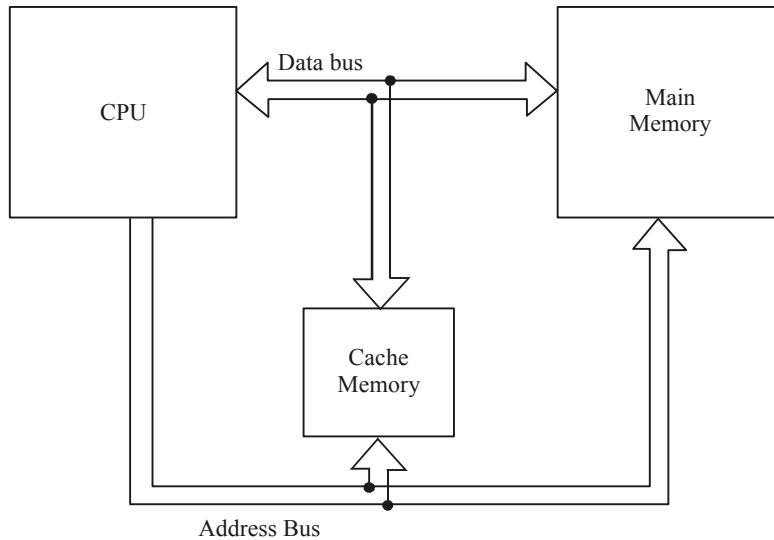 Data bus
CPU
Main
Memory
Cache
Memory
Address Bus